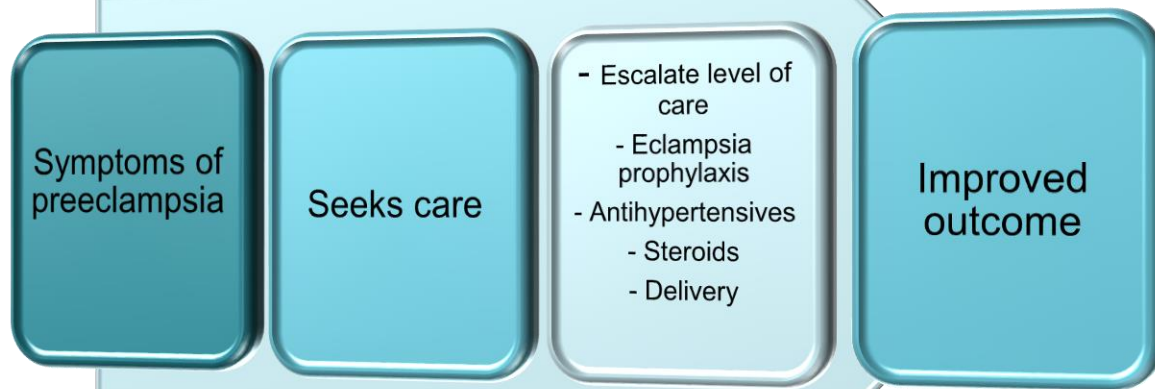 Symptoms of
preeclampsia
Seeks care
- Escalate level of
care
- Eclampsia
prophylaxis
- Antihypertensives
- Steroids
- Delivery
Improved
outcome